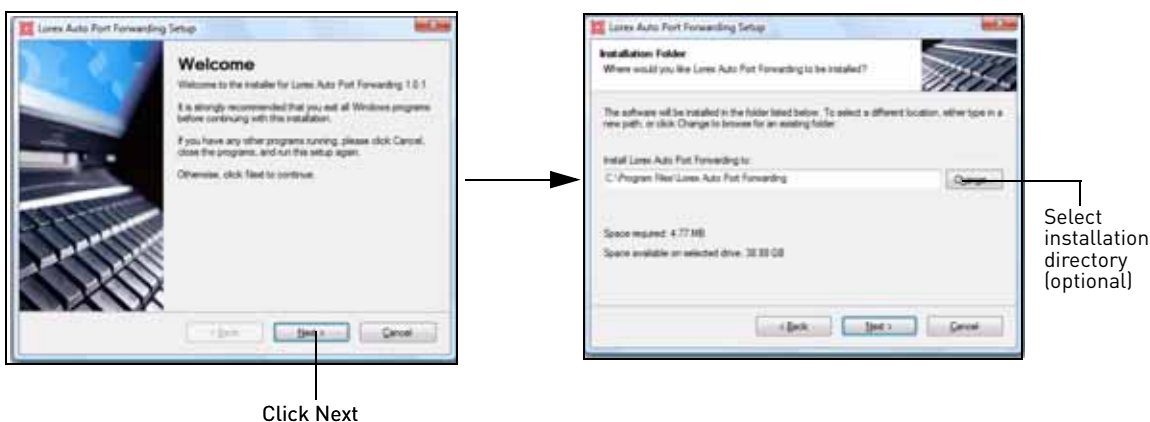 Lorex Auto Port Forwarding Setup
Welcome
Welcome to the installer for Lorex Auto Port Forwarding 1.0.1
It is strongly recommended that you exit all Windows programs
before continuing with this installation.
If you have any other programs running, please click Cancel,
close the programs, and run this setup again.
Otherwise, click Next to continue.
< Back
Next >
Cancel
Click Next
Lorex Auto Port Forwarding Setup
Installation Folder
Where would you like Lorex Auto Port Forwarding to be installed?
The software will be installed in the folder listed below. To select a different location, either type in a
new path, or click Change to browse for an existing folder.
Install Lorex Auto Port Forwarding to:
C:\Program Files\Lorex Auto Port Forwarding
Change...
Space required: 4.77 MB
Space available on selected drive:
< Back
Next >
Cancel
Select
installation
directory
(optional)